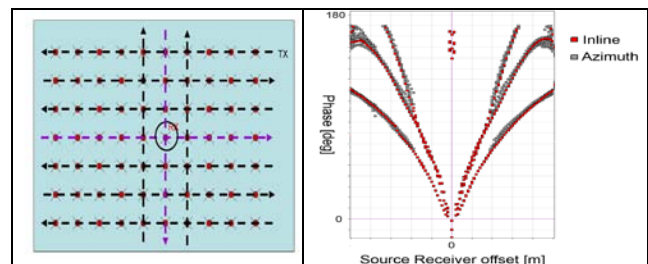 TX
180
Phase [deg]
0
0
Source Receiver offset [m]
Inline
Azimuth